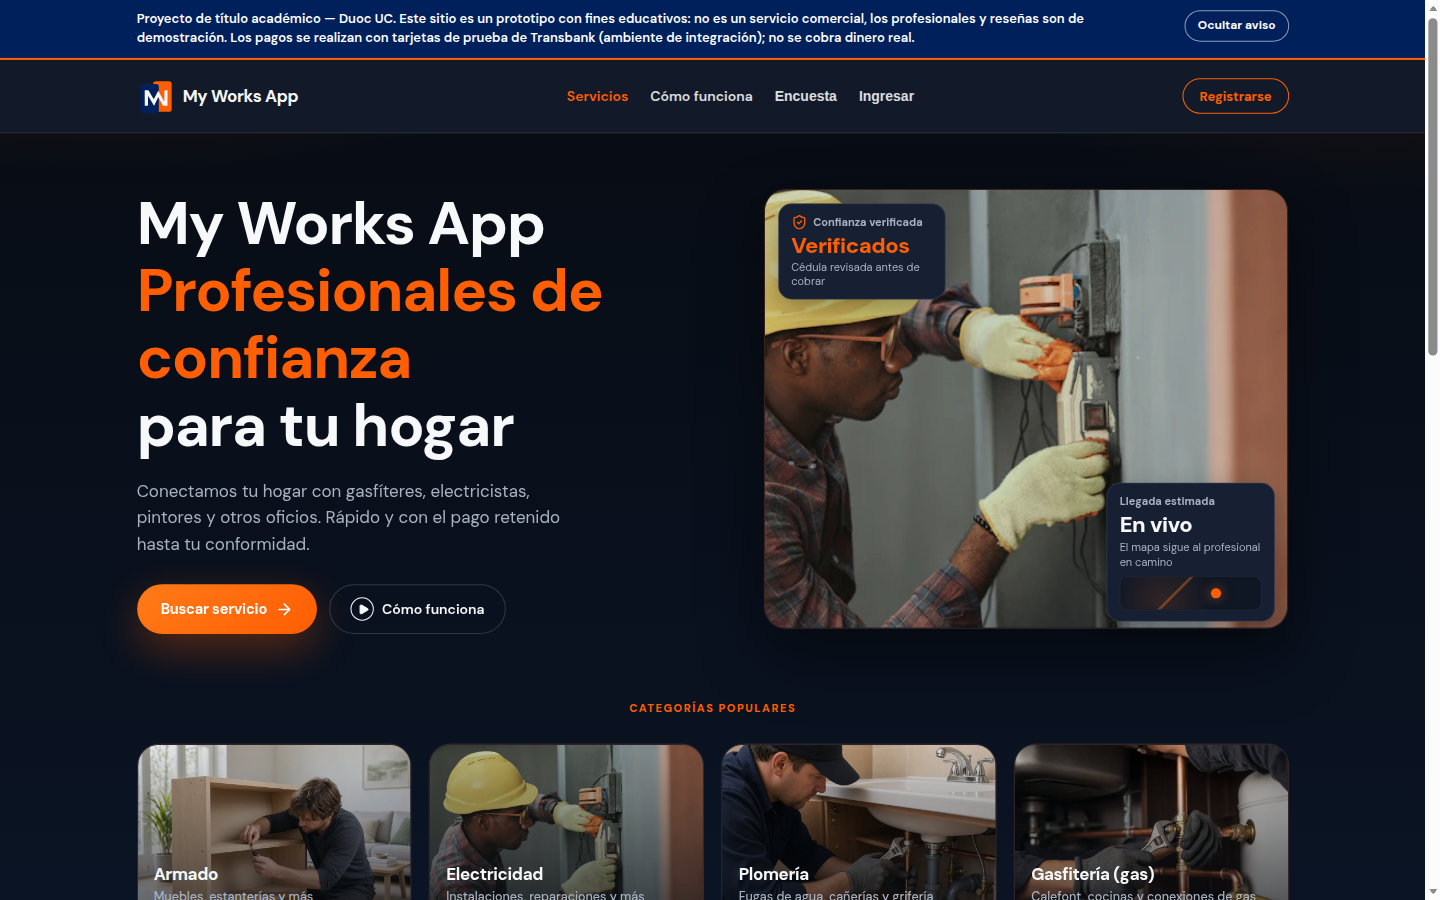 Proyecto de título académico — Duoc UC. Este sitio es un prototipo con fines educativos: no es un servicio comercial, los profesionales y reseñas son de
demostración. Los pagos se realizan con tarjetas de prueba de Transbank (ambiente de integración); no se cobra dinero real.
Ocultar aviso
My Works App
Servicios
Cómo funciona
Encuesta
Ingresar
Registrarse
My Works App
Profesionales de
confianza
para tu hogar
Conectamos tu hogar con gasfíteres, electricistas,
pintores y otros oficios. Rápido y con el pago retenido
hasta tu conformidad.
Buscar servicio
Cómo funciona
Confianza verificada
Verificados
Cédula revisada antes de
cobrar
Llegada estimada
En vivo
El mapa sigue al profesional
en camino
CATEGORÍAS POPULARES
Armado
Muebles, estanterías y más
Electricidad
Instalaciones, reparaciones y más
Plomería
Fugas de agua, cañerías y grifería
Gasfitería (gas)
Calefont, cocinas y conexiones de gas